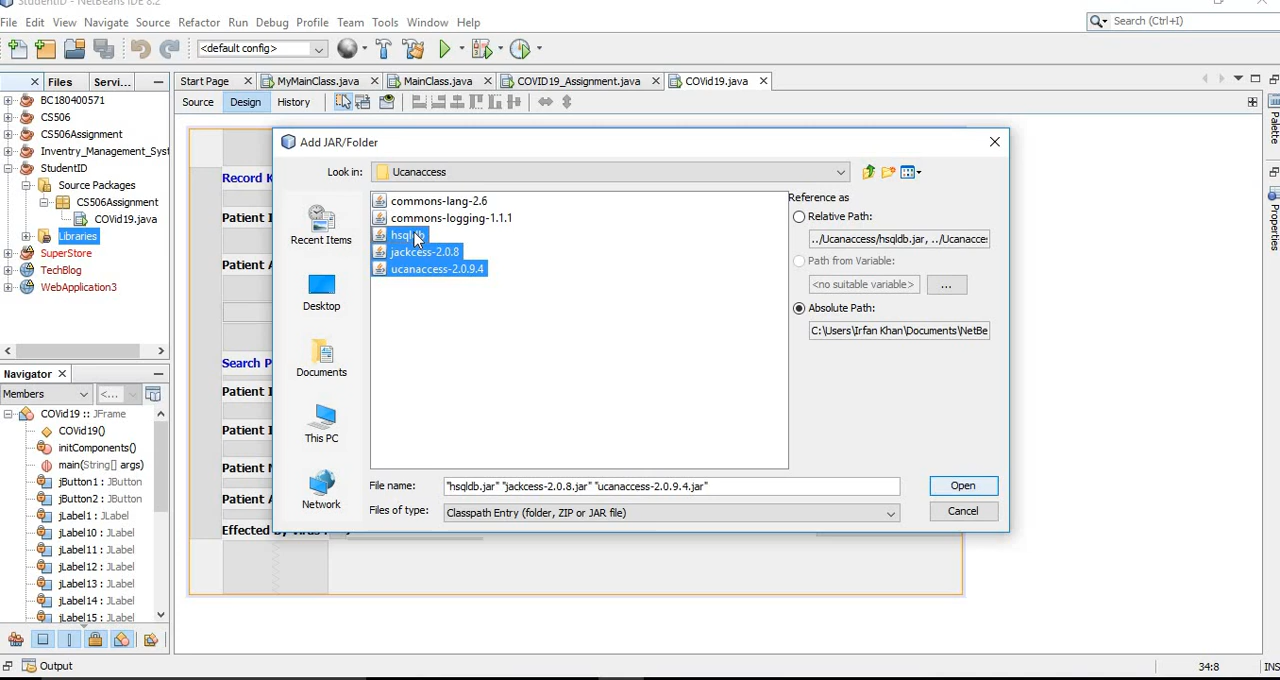 StudentID - NetBeans IDE 8.2
File Edit View Navigate Source Refactor Run Debug Profile Team Tools Window Help
Search (Ctrl+I)
<default config>
Files Servi...
Start Page MyMainClass.java MainClass.java COVID19_Assignment.java COVid19.java
Source Design History
BC180400571
CS506
CS506Assignment
Inventry_Management_Syst
StudentID
Source Packages
CS506Assignment
COVid19.java
Libraries
SuperStore
TechBlog
WebApplication3
Navigator
Members <...
COVid19 :: JFrame
COVid19()
initComponents()
main(String[] args)
jButton1 : JButton
jButton2 : JButton
jLabel1 : JLabel
jLabel10 : JLabel
jLabel11 : JLabel
jLabel12 : JLabel
jLabel13 : JLabel
jLabel14 : JLabel
jLabel15 : JLabel
Output
Record K
Patient I
Patient A
Search P
Patient I
Patient I
Patient N
Patient A
Effected by
Add JAR/Folder
Look in: Ucanaccess
Recent Items
Desktop
Documents
This PC
Network
commons-lang-2.6
commons-logging-1.1.1
hsqldb
jackcess-2.0.8
ucanaccess-2.0.9.4
Reference as
Relative Path:
../Ucanaccess/hsqldb.jar, ../Ucanacce:
Path from Variable:
<no suitable variable> ...
Absolute Path:
C:\Users\Irfan Khan\Documents\NetBe
File name: "hsqldb.jar" "jackcess-2.0.8.jar" "ucanaccess-2.0.9.4.jar"
Open
Files of type: Classpath Entry (folder, ZIP or JAR file)
Cancel
Palette
Properties
34:8 INS